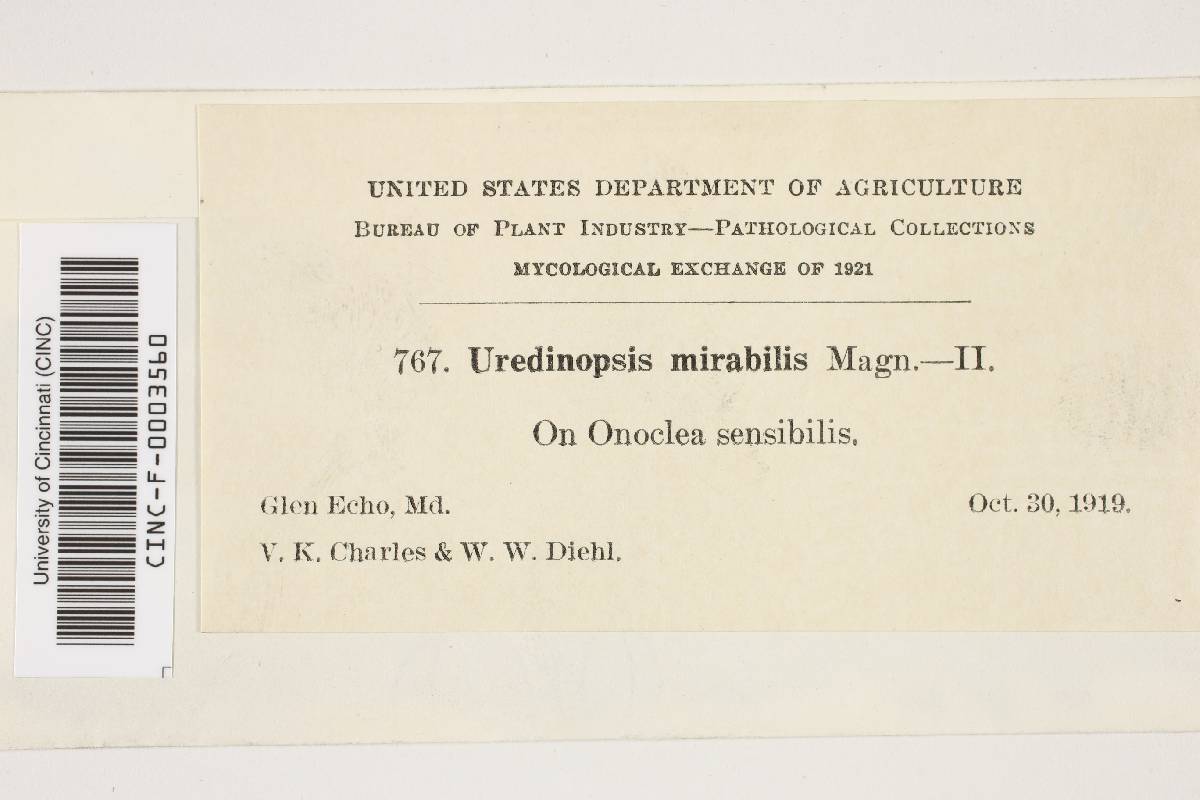 UNITED STATES DEPARTMENT OF AGRICULTURE
BUREAU OF PLANT INDUSTRY—PATHOLOGICAL COLLECTIONS
MYCOLOGICAL EXCHANGE OF 1921
767. Uredinopsis mirabilis Magn.—II.
On Onoclea sensibilis.
Glen Echo, Md. Oct. 30, 1919.
V. K. Charles & W. W. Diehl.
University of Cincinnati (CINC)
CINC-F-0003560